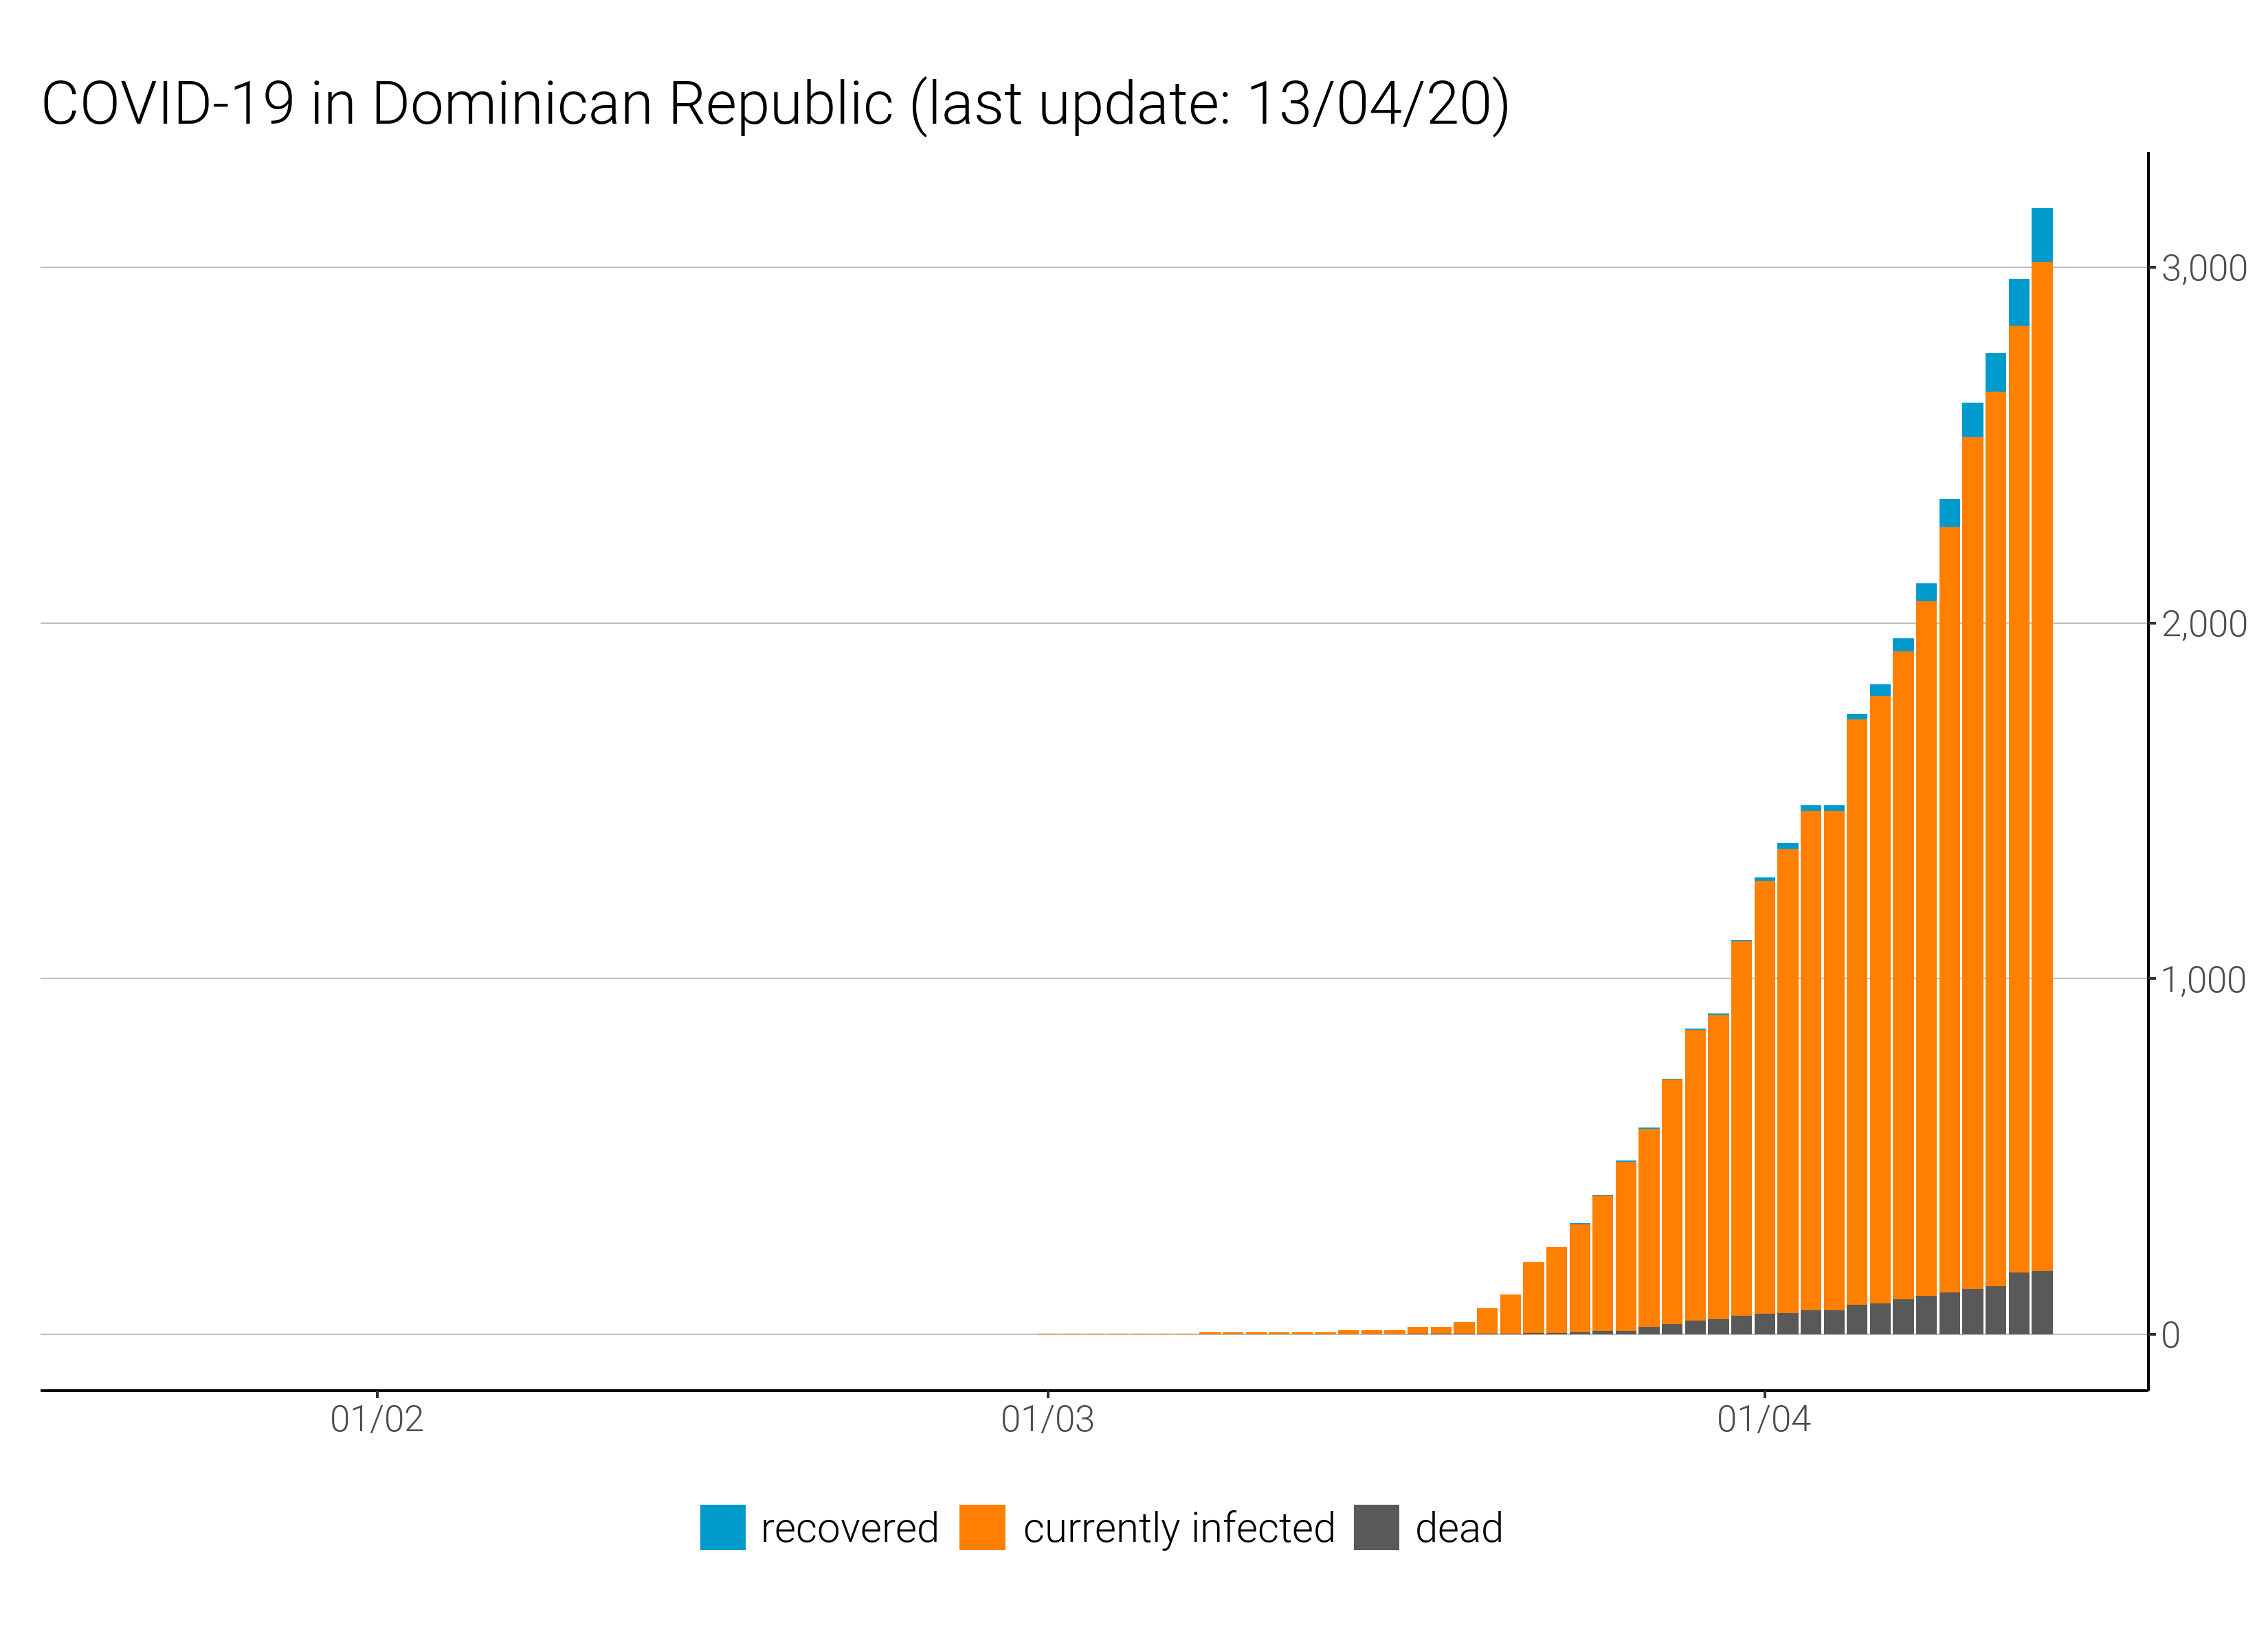 COVID-19 in Dominican Republic (last update: 13/04/20)
3,000
2,000
1,000
0
01/02 01/03 01/04
recovered currently infected dead